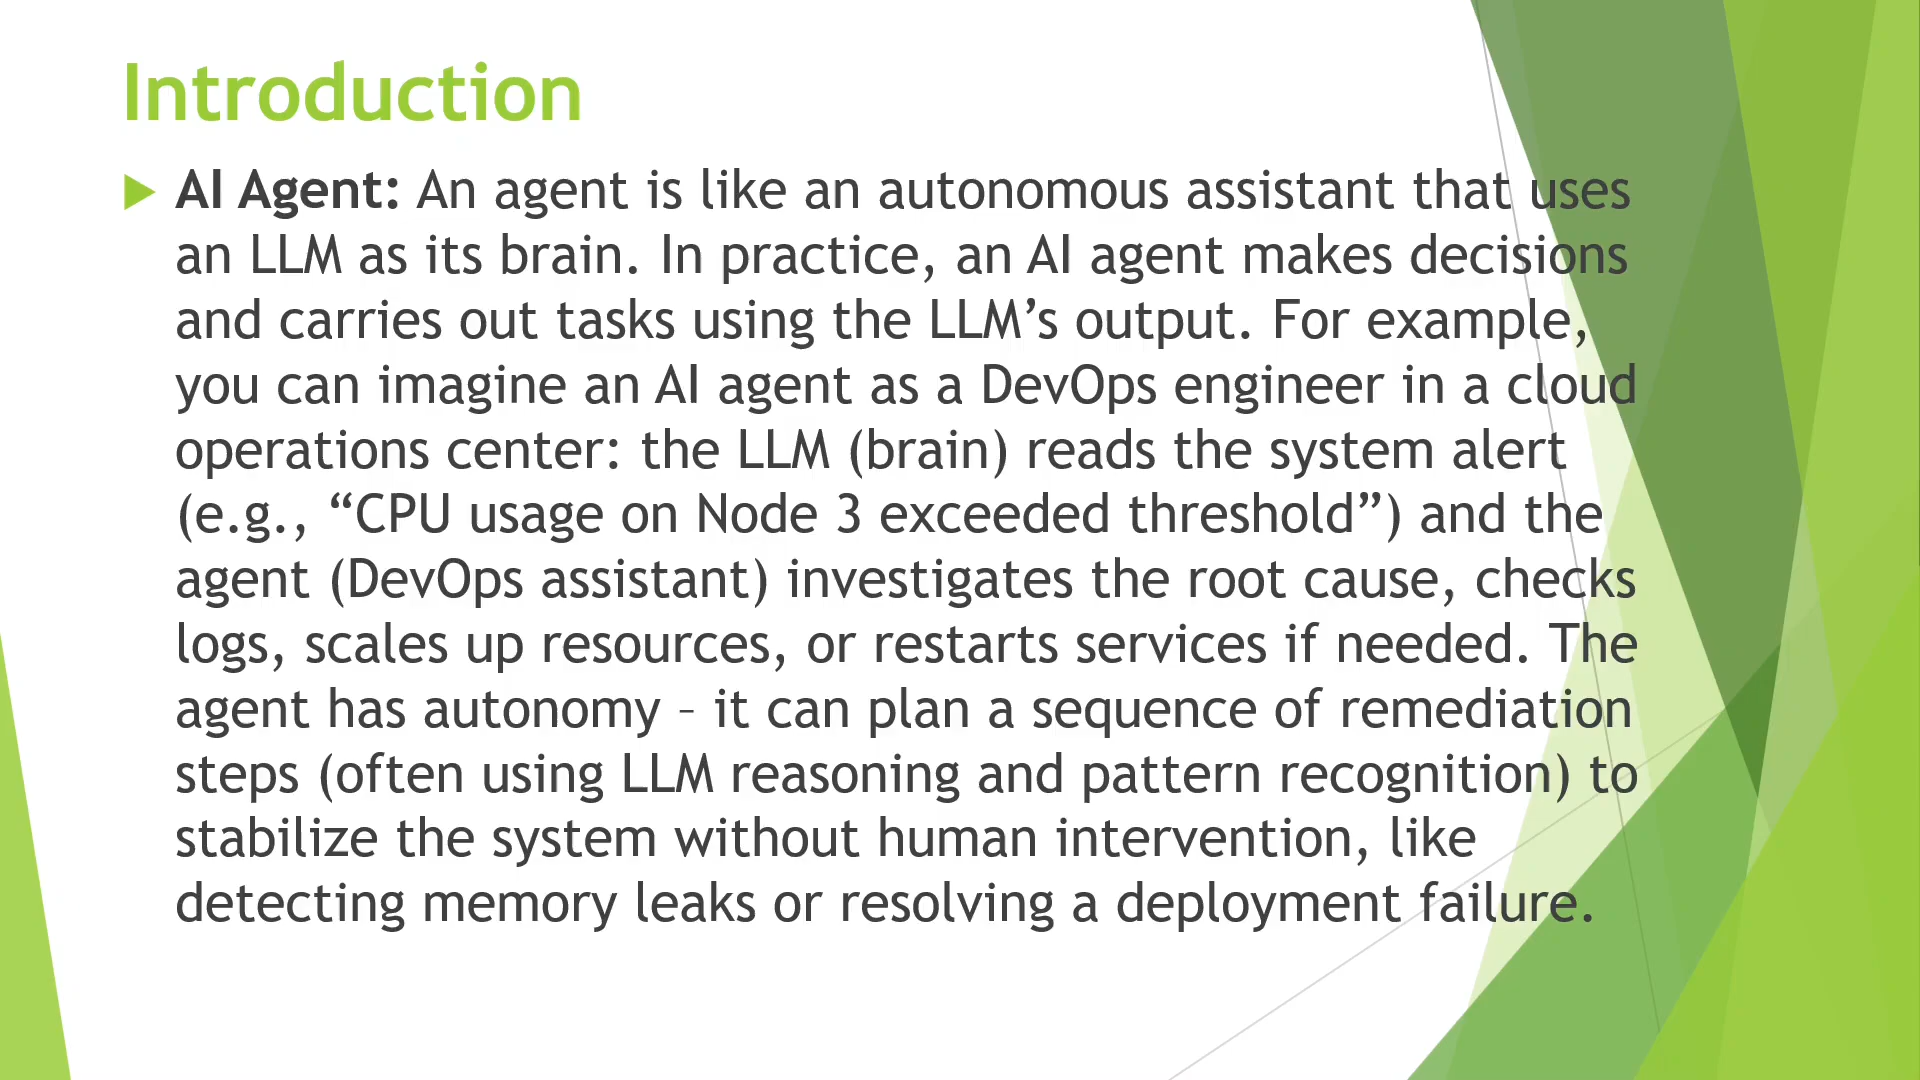 Introduction
AI Agent: An agent is like an autonomous assistant that uses
an LLM as its brain. In practice, an AI agent makes decisions
and carries out tasks using the LLM’s output. For example,
you can imagine an AI agent as a DevOps engineer in a cloud
operations center: the LLM (brain) reads the system alert
(e.g., “CPU usage on Node 3 exceeded threshold”) and the
agent (DevOps assistant) investigates the root cause, checks
logs, scales up resources, or restarts services if needed. The
agent has autonomy – it can plan a sequence of remediation
steps (often using LLM reasoning and pattern recognition) to
stabilize the system without human intervention, like
detecting memory leaks or resolving a deployment failure.